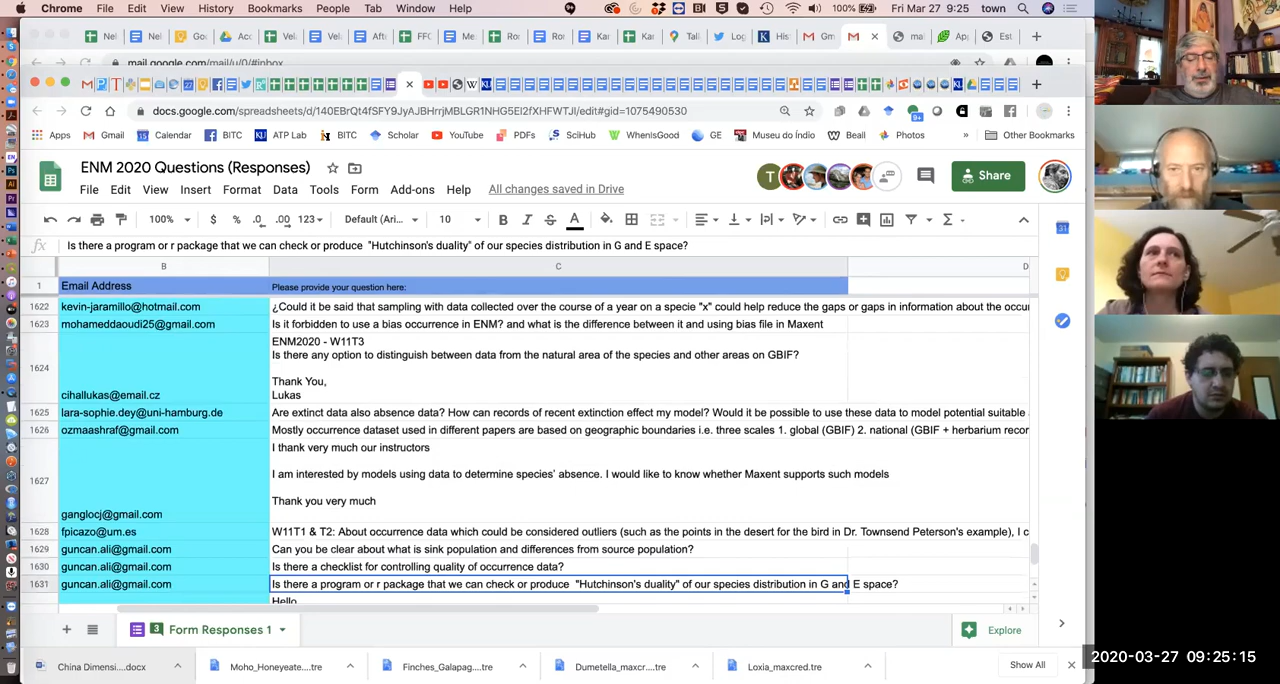 Chrome File Edit View History Bookmarks People Tab Window Help 100% Fri Mar 27 9:25 town
mail.google.com/mail/u/0/#inbox
docs.google.com/spreadsheets/d/140EBrQt4fSFY9JyAJBHrrjMBLGR1NHG5EI2fXHFWTJI/edit#gid=1075490530
Apps Gmail Calendar BITC ATP Lab BITC Scholar YouTube PDFs SciHub WhenIsGood GE Museu do Índio Beall Photos » Other Bookmarks
ENM 2020 Questions (Responses)
File Edit View Insert Format Data Tools Form Add-ons Help All changes saved in Drive
T
Share
100% $ % .0 .00 123 Default (Ari... 10 B I S A
fx Is there a program or r package that we can check or produce "Hutchinson's duality" of our species distribution in G and E space?
B C D
1 Email Address Please provide your question here:
1622 kevin-jaramillo@hotmail.com ¿Could it be said that sampling with data collected over the course of a year on a specie "x" could help reduce the gaps or gaps in information about the occu
1623 mohameddaoudi25@gmail.com Is it forbidden to use a bias occurrence in ENM? and what is the difference between it and using bias file in Maxent
ENM2020 - W11T3
Is there any option to distinguish between data from the natural area of the species and other areas on GBIF?
1624
Thank You,
cihallukas@email.cz Lukas
1625 lara-sophie.dey@uni-hamburg.de Are extinct data also absence data? How can records of recent extinction effect my model? Would it be possible to use these data to model potential suitable
1626 ozmaashraf@gmail.com Mostly occurrence dataset used in different papers are based on geographic boundaries i.e. three scales 1. global (GBIF) 2. national (GBIF + herbarium recor
I thank very much our instructors
1627 I am interested by models using data to determine species' absence. I would like to know whether Maxent supports such models
Thank you very much
ganglocj@gmail.com
1628 fpicazo@um.es W11T1 & T2: About occurrence data which could be considered outliers (such as the points in the desert for the bird in Dr. Townsend Peterson's example), I c
1629 guncan.ali@gmail.com Can you be clear about what is sink population and differences from source population?
1630 guncan.ali@gmail.com Is there a checklist for controlling quality of occurrence data?
1631 guncan.ali@gmail.com Is there a program or r package that we can check or produce "Hutchinson's duality" of our species distribution in G and E space?
Hello
3 Form Responses 1 Explore
China Dimensi....docx Moho_Honeyeate....tre Finches_Galapag....tre Dumetella_maxcr....tre Loxia_maxcred.tre Show All
2020-03-27 09:25:15